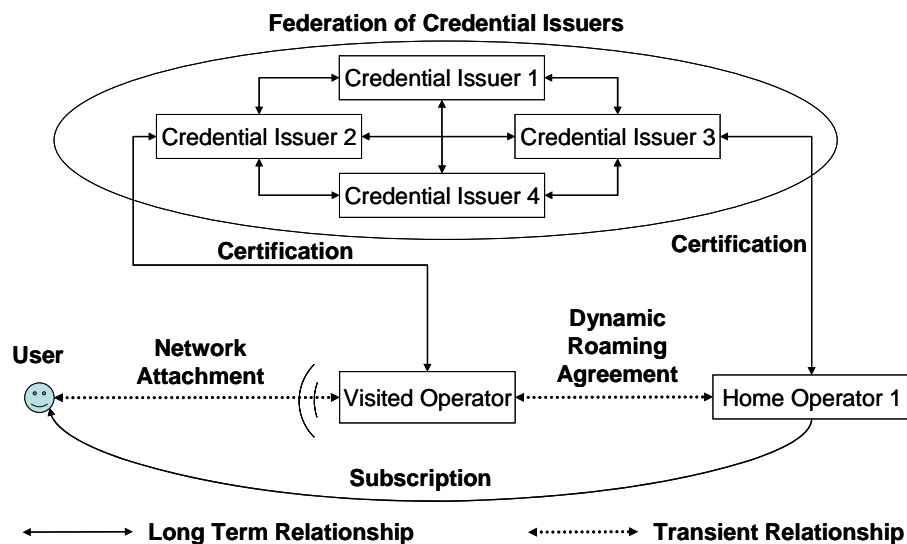 Federation of Credential Issuers
Credential Issuer 1
Credential Issuer 2
Credential Issuer 3
Credential Issuer 4
Certification
Certification
Dynamic
Roaming
Agreement
User
Network
Attachment
Visited Operator
Home Operator 1
Subscription
Long Term Relationship
Transient Relationship